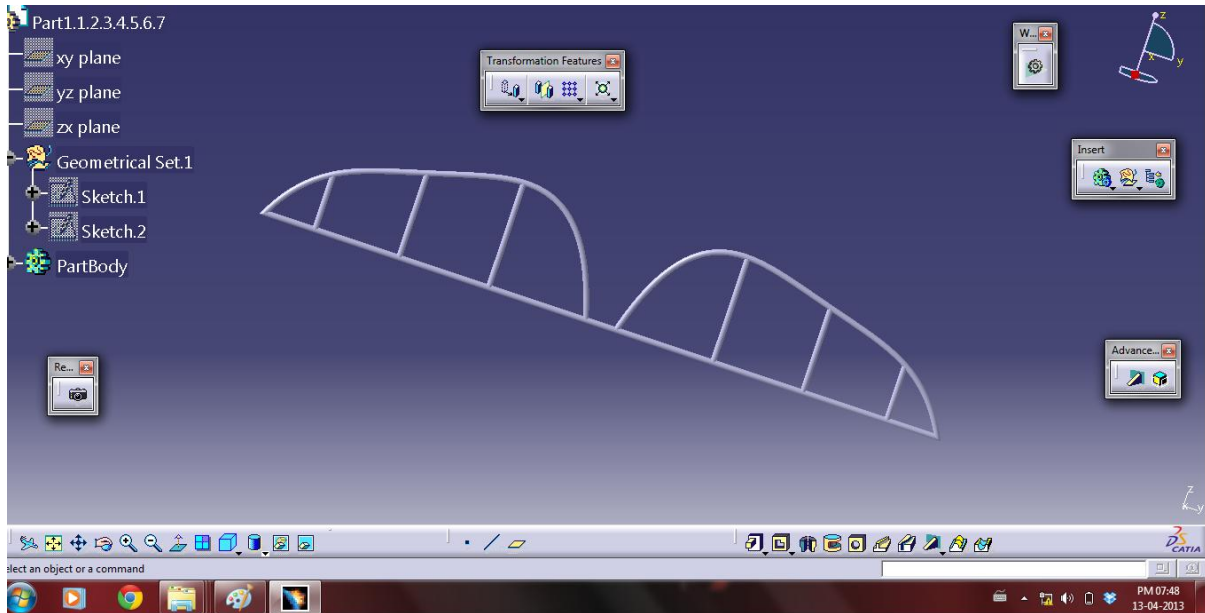 Part1.1.2.3.4.5.6.7
xy plane
yz plane
zx plane
Geometrical Set.1
Sketch.1
Sketch.2
PartBody
Transformation Features
W...
z
x
y
Insert
Re...
Advance...
z
x
y
DS
CATIA
elect an object or a command
PM 07:48
13-04-2013